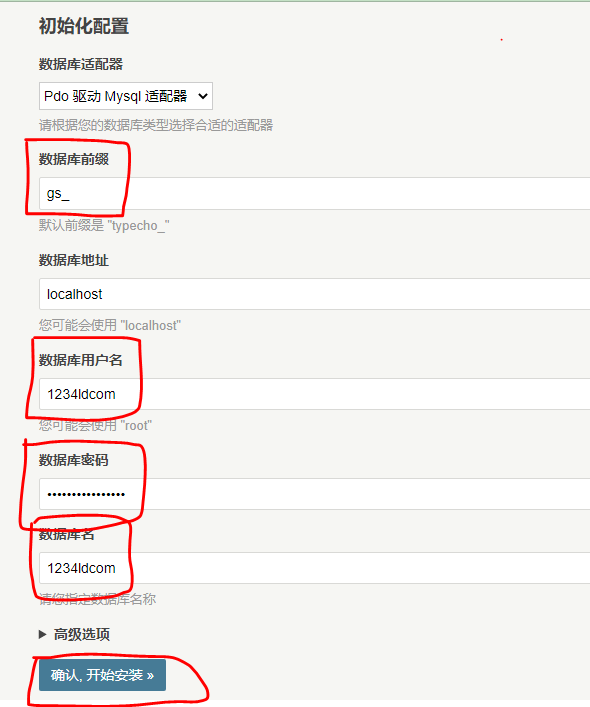 初始化配置
数据库适配器
Pdo 驱动 Mysql 适配器
请根据您的数据库类型选择合适的适配器
数据库前缀
gs_
默认前缀是 "typecho_"
数据库地址
localhost
您可能会使用 "localhost"
数据库用户名
1234ldcom
您可能会使用 "root"
数据库密码
••••••••••••••••
数据库名
1234ldcom
请您指定数据库名称
▶ 高级选项
确认, 开始安装 »